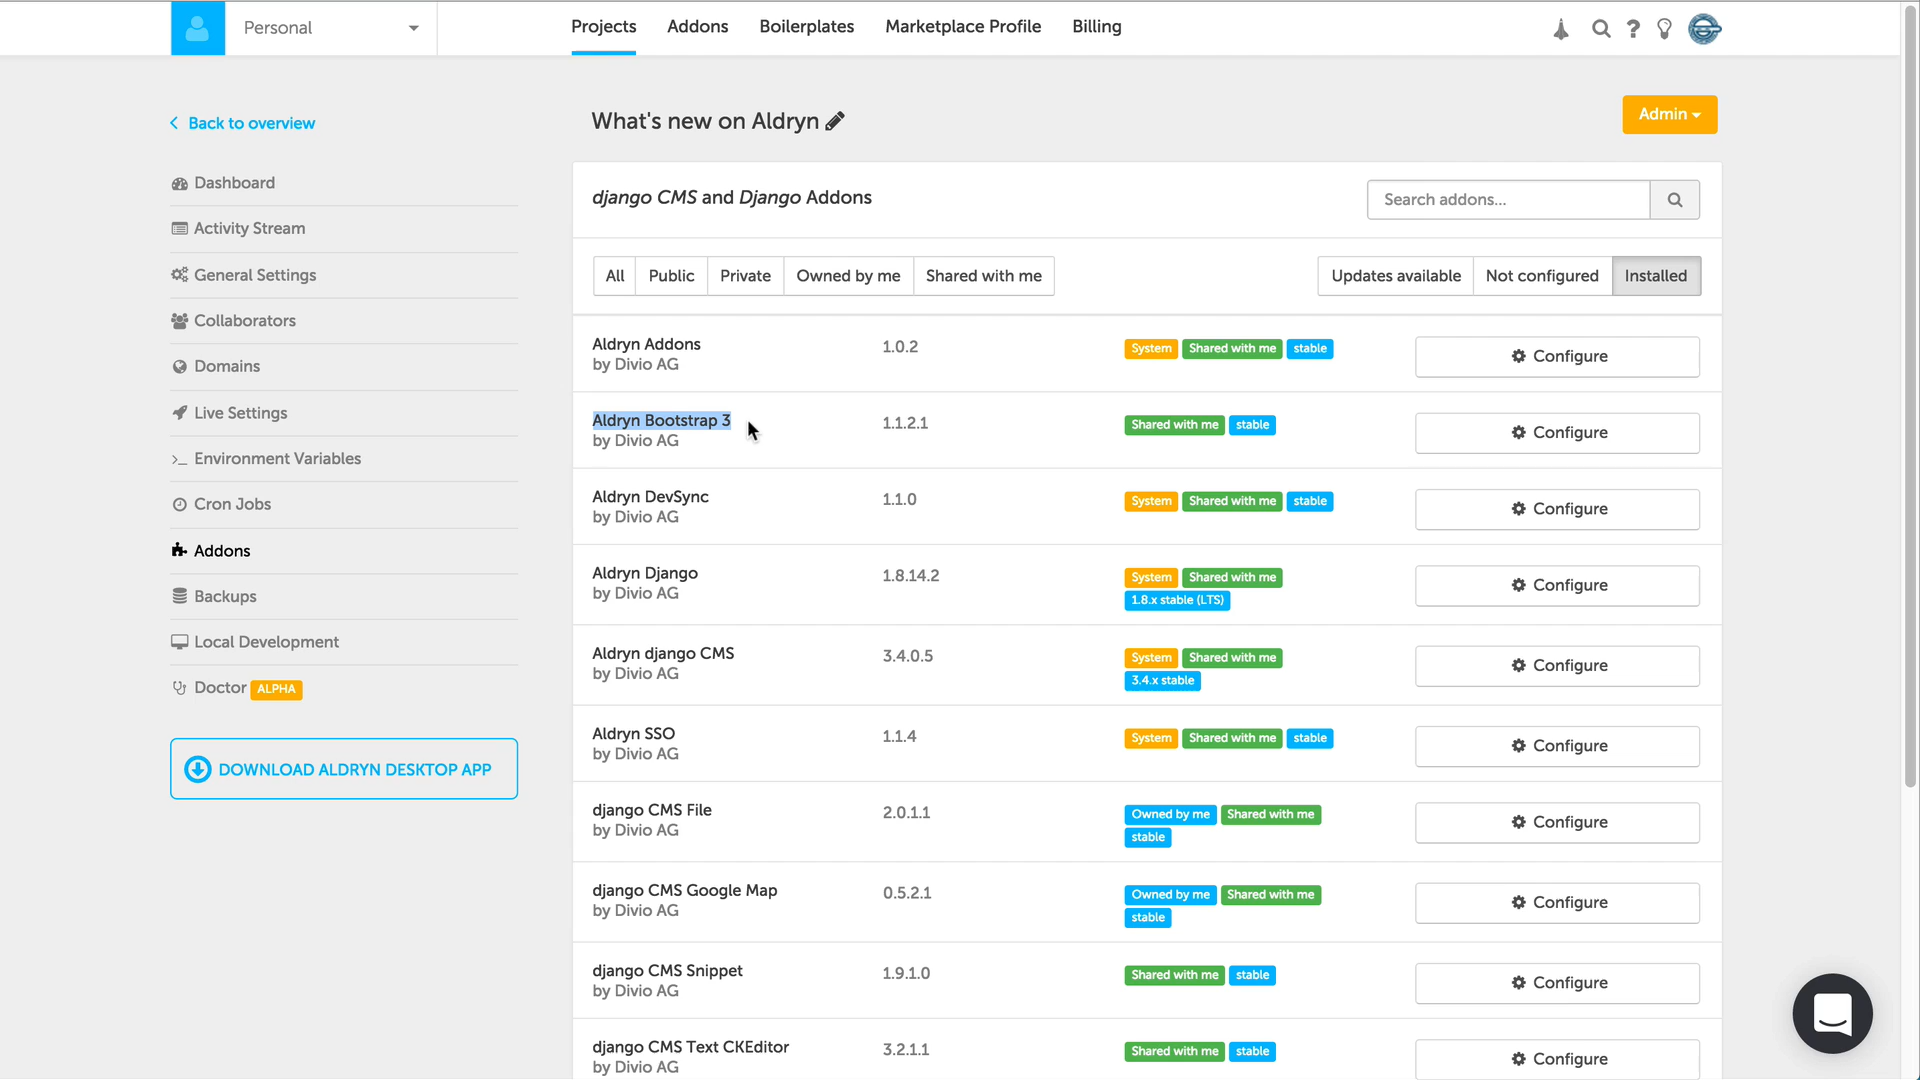 Personal
Projects Addons Boilerplates Marketplace Profile Billing
Back to overview
Dashboard
Activity Stream
General Settings
Collaborators
Domains
Live Settings
Environment Variables
Cron Jobs
Addons
Backups
Local Development
Doctor ALPHA
DOWNLOAD ALDRYN DESKTOP APP
What's new on Aldryn
Admin
django CMS and Django Addons
Search addons...
All Public Private Owned by me Shared with me
Updates available Not configured Installed
Aldryn Addons 1.0.2 System Shared with me stable Configure
by Divio AG
Aldryn Bootstrap 3 1.1.2.1 Shared with me stable Configure
by Divio AG
Aldryn DevSync 1.1.0 System Shared with me stable Configure
by Divio AG
Aldryn Django 1.8.14.2 System Shared with me Configure
by Divio AG 1.8.x stable (LTS)
Aldryn django CMS 3.4.0.5 System Shared with me Configure
by Divio AG 3.4.x stable
Aldryn SSO 1.1.4 System Shared with me stable Configure
by Divio AG
django CMS File 2.0.1.1 Owned by me Shared with me Configure
by Divio AG stable
django CMS Google Map 0.5.2.1 Owned by me Shared with me Configure
by Divio AG stable
django CMS Snippet 1.9.1.0 Shared with me stable Configure
by Divio AG
django CMS Text CKEditor 3.2.1.1 Shared with me stable Configure
by Divio AG